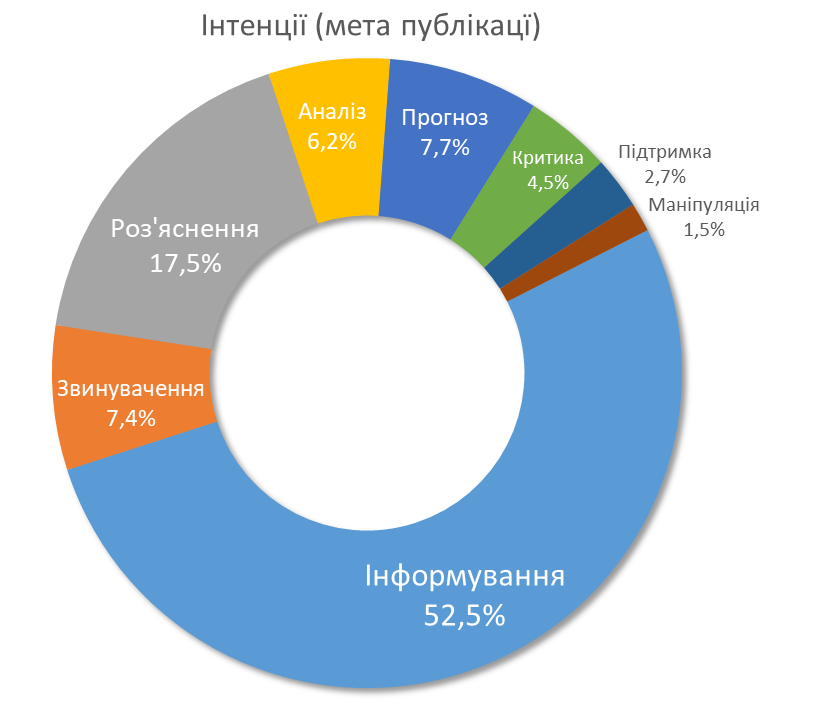 Інтенції (мета публікацї)
Аналіз
6,2%
Прогноз
7,7%
Критика
4,5%
Підтримка
2,7%
Маніпуляція
1,5%
Роз'яснення
17,5%
Звинувачення
7,4%
Інформування
52,5%